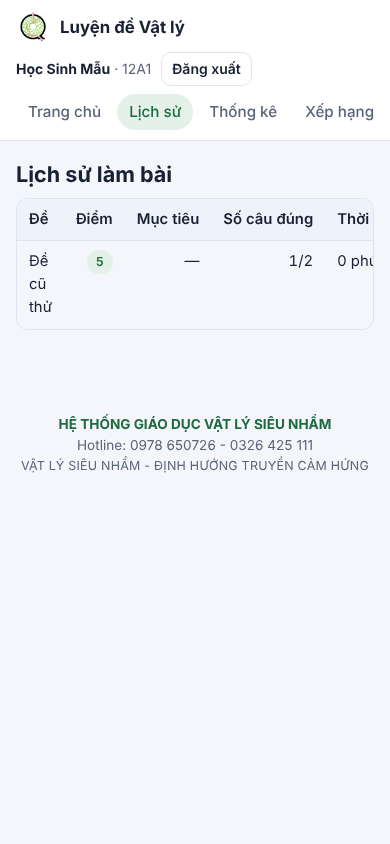 Luyện đề Vật lý
Học Sinh Mẫu · 12A1 Đăng xuất
Trang chủ Lịch sử Thống kê Xếp hạng
Lịch sử làm bài
Đề Điểm Mục tiêu Số câu đúng Thời
Đề cũ thử 5 — 1/2 0 phú
HỆ THỐNG GIÁO DỤC VẬT LÝ SIÊU NHẨM
Hotline: 0978 650726 - 0326 425 111
VẬT LÝ SIÊU NHẨM - ĐỊNH HƯỚNG TRUYỀN CẢM HỨNG